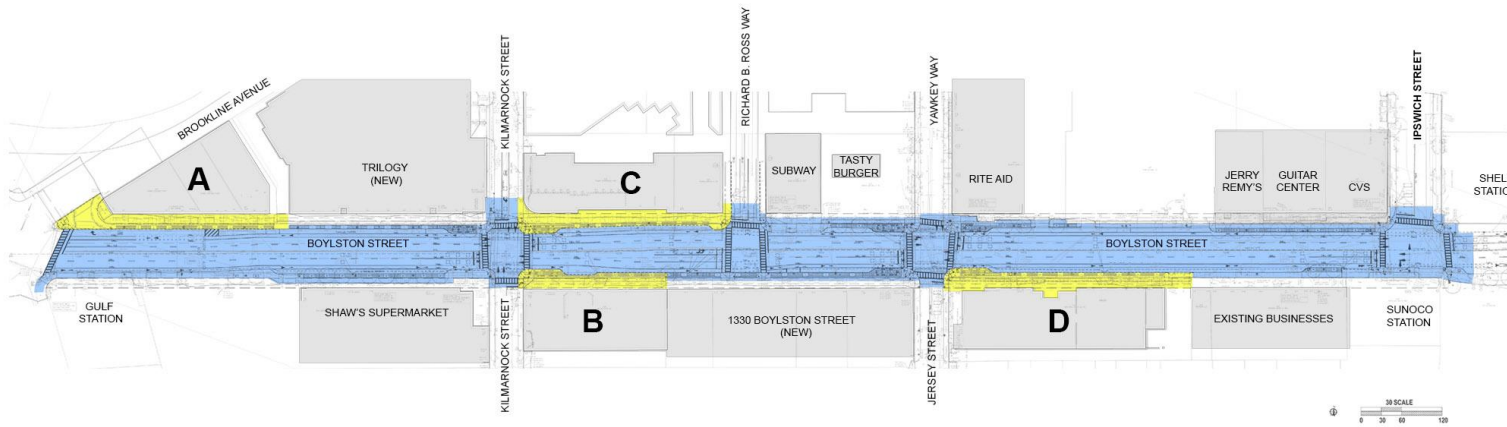 BROOKLINE AVENUE
KILMARNOCK STREET
RICHARD B. ROSS WAY
YAWKEY WAY
IPSWICH STREET
A
TRILOGY
(NEW)
C
SUBWAY
TASTY
BURGER
RITE AID
JERRY
REMY'S
GUITAR
CENTER
CVS
SHEL
STATIO
BOYLSTON STREET
BOYLSTON STREET
GULF
STATION
SHAW'S SUPERMARKET
KILMARNOCK STREET
B
1330 BOYLSTON STREET
(NEW)
JERSEY STREET
D
EXISTING BUSINESSES
SUNOCO
STATION
30 SCALE
0 30 60 120